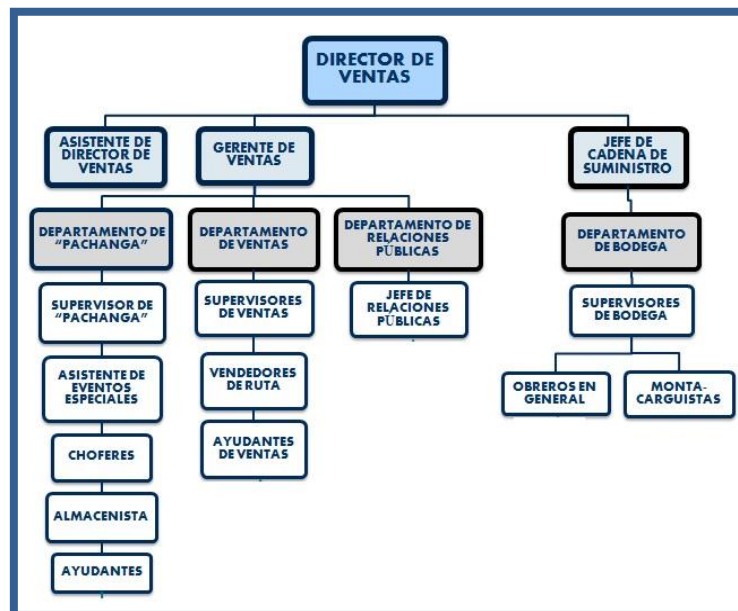 DIRECTOR DE
VENTAS
ASISTENTE DE
DIRECTOR DE
VENTAS
GERENTE DE
VENTAS
JEFE DE
CADENA DE
SUMINISTRO
DEPARTAMENTO DE
“PACHANGA”
DEPARTAMENTO
DE VENTAS
DEPARTAMENTO DE
RELACIONES
PÚBLICAS
DEPARTAMENTO
DE BODEGA
SUPERVISOR DE
“PACHANGA”
SUPERVISORES
DE VENTAS
JEFE DE
RELACIONES
PÚBLICAS
SUPERVISORES
DE BODEGA
ASISTENTE DE
EVENTOS
ESPECIALES
VENDEDORES
DE RUTA
OBREROS EN
GENERAL
MONTA-
CARGUISTAS
CHOFERES
AYUDANTES
DE VENTAS
ALMACENISTA
AYUDANTES